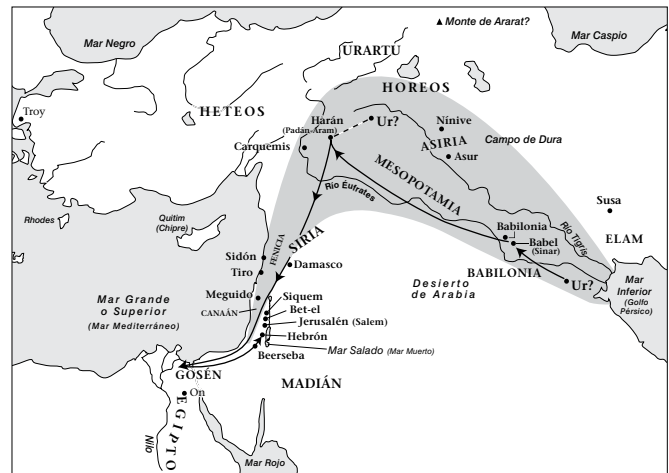 Monte de Ararat?
Mar Negro
Mar Caspio
URARTU
HOREOS
HETEOS
Troy
Harán
(Padán-Aram)
Ur?
Nínive
ASIRIA
Campo de Dura
Carquemis
Asur
MESOPOTAMIA
Río Éufrates
Susa
Rhodes
Quitim
(Chipre)
FENICIA
SIRIA
Babilonia
Babel
(Sinar)
Río Tigris
ELAM
Sidón
Tiro
Damasco
BABILONIA
Ur?
Mar
Inferior
(Golfo
Pérsico)
Desierto
de Arabia
Mar Grande
o Superior
(Mar Mediterráneo)
Meguido
CANAÁN
Siquem
Bet-el
Jerusalén (Salem)
Hebrón
Mar Salado (Mar Muerto)
Beerseba
GOSÉN
MADIÁN
On
EGIPTO
Nilo
Mar Rojo